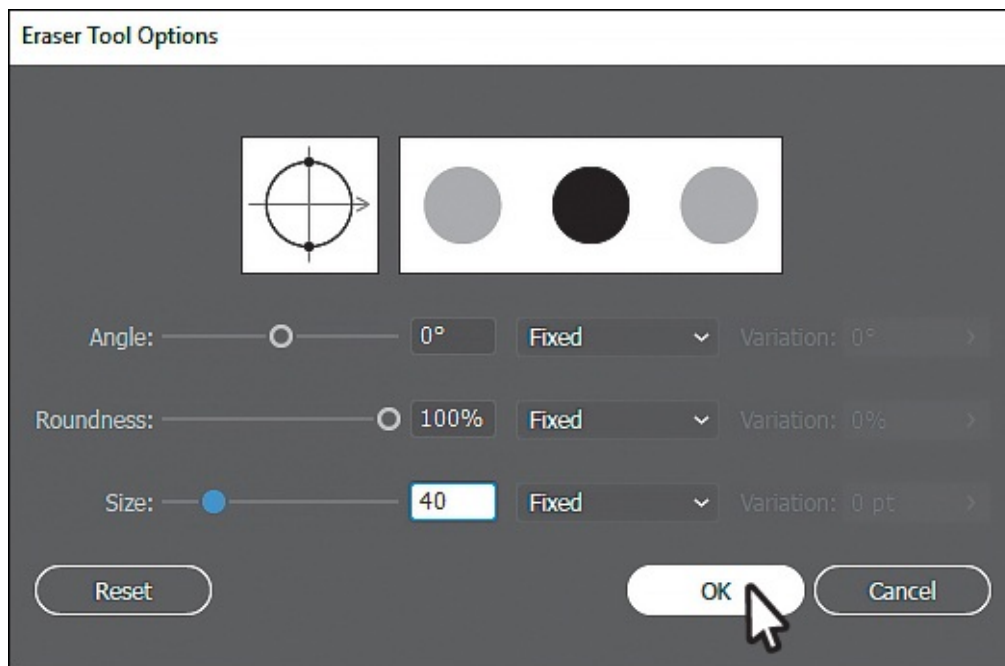 Eraser Tool Options
Angle: 0° Fixed Variation: 0°
Roundness: 100% Fixed Variation: 0%
Size: 40 Fixed Variation: 0 pt
Reset OK Cancel